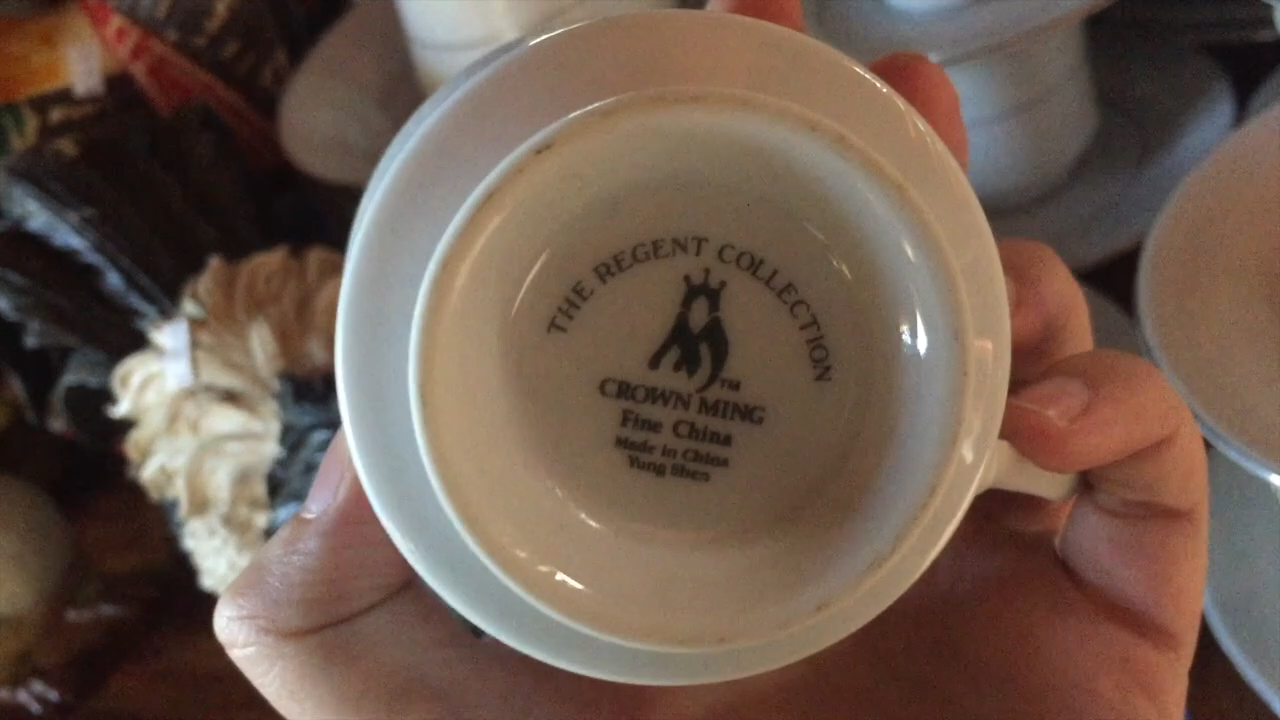 THE REGENT COLLECTION
TM
CROWN MING
Fine China
Made in China
Yung Shen